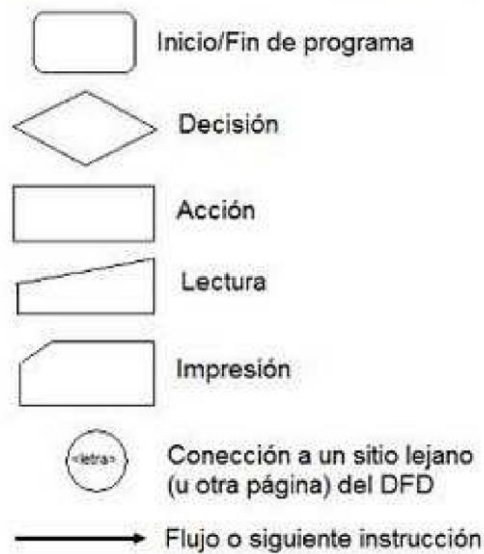 Inicio/Fin de programa
Decisión
Acción
Lectura
Impresión
<letra>
Conección a un sitio lejano
(u otra página) del DFD
Flujo o siguiente instrucción